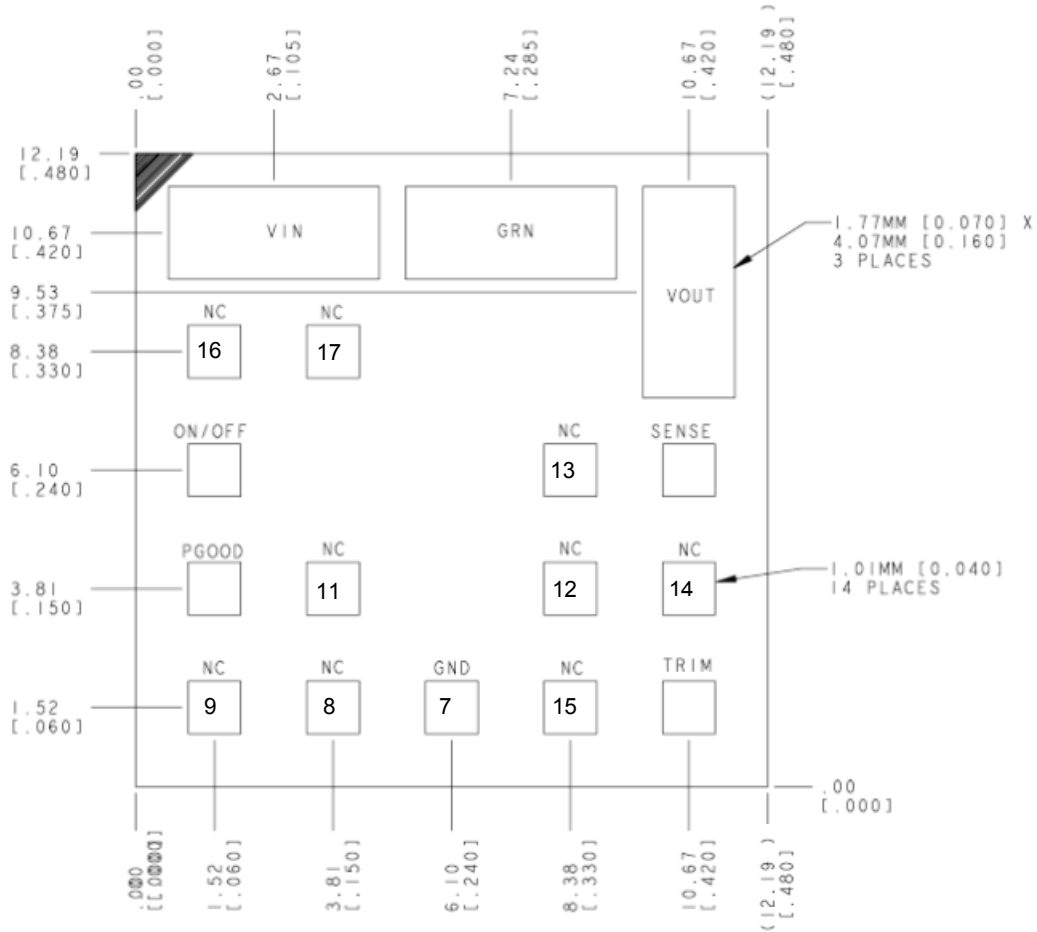 .00
[.000]
2.67
[.105]
7.24
[.285]
10.67
[.420]
(12.19 )
[.480]
12.19
[.480]
10.67
[.420]
VIN
GRN
1.77MM [0.070] X
4.07MM [0.160]
3 PLACES
9.53
[.375]
VOUT
NC
NC
8.38
[.330]
16
17
ON/OFF
NC
SENSE
6.10
[.240]
13
PGOOD
NC
NC
NC
3.81
[.150]
11
12
14
1.01MM [0.040]
14 PLACES
NC
NC
GND
NC
TRIM
1.52
[.060]
9
8
7
15
.00
[.000]
1.52
[.060]
3.81
[.150]
6.10
[.240]
8.38
[.330]
10.67
[.420]
(12.19 )
[.480]